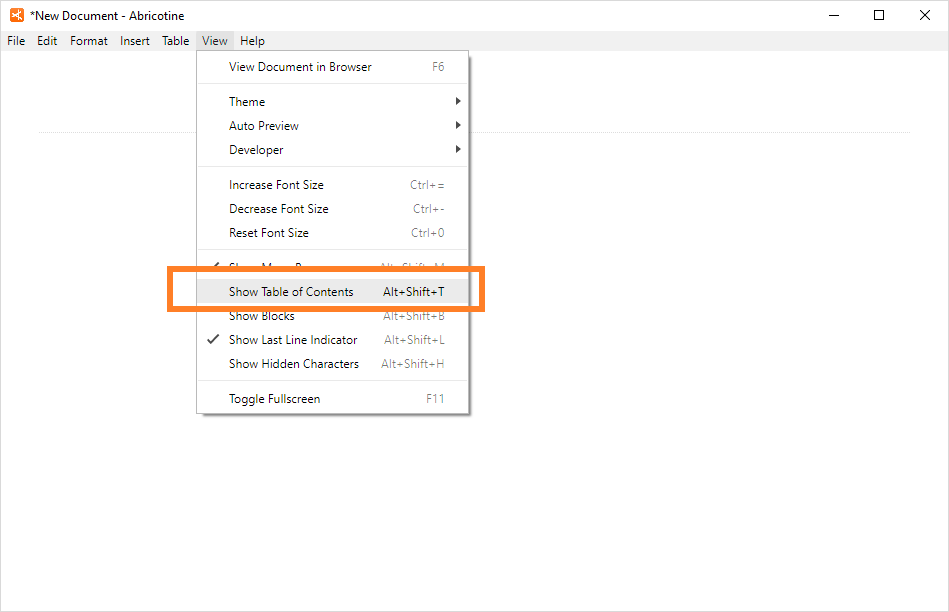 *New Document - Abricotine
File Edit Format Insert Table View Help
View Document in Browser F6
Theme
Auto Preview
Developer
Increase Font Size Ctrl+=
Decrease Font Size Ctrl+-
Reset Font Size Ctrl+0
Show Menu Bar Alt+Shift+M
Show Table of Contents Alt+Shift+T
Show Blocks Alt+Shift+B
Show Last Line Indicator Alt+Shift+L
Show Hidden Characters Alt+Shift+H
Toggle Fullscreen F11